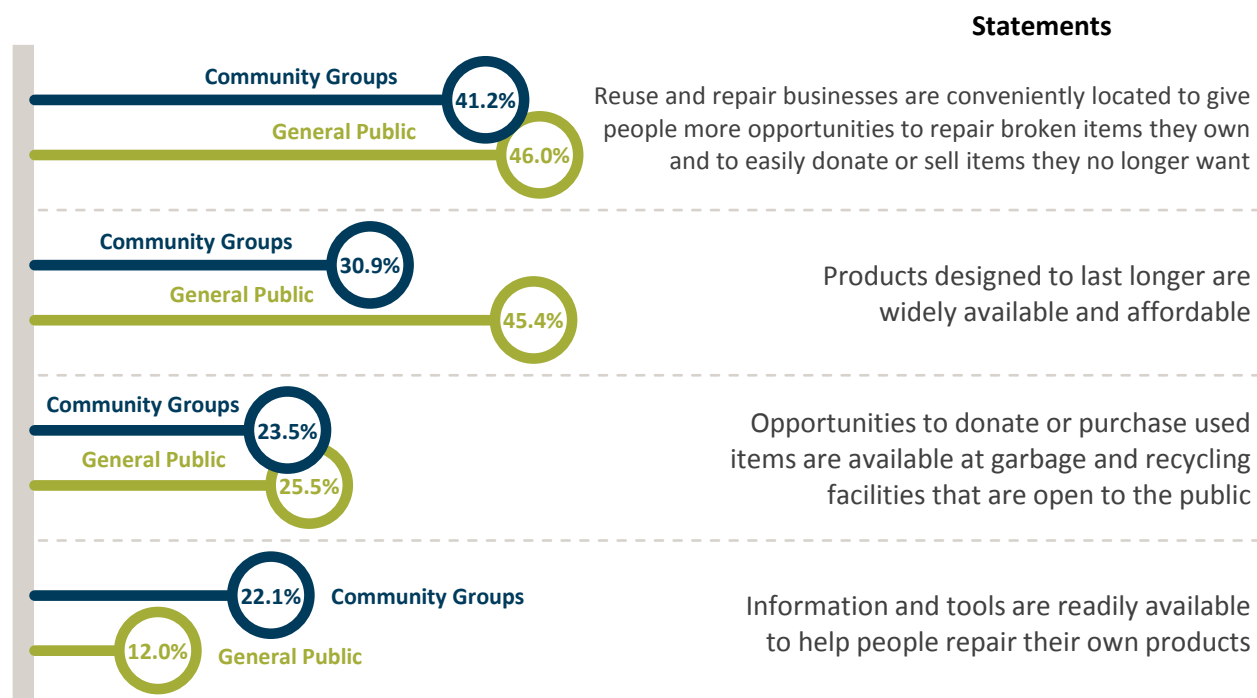 Statements
Community Groups
41.2%
General Public
46.0%
Reuse and repair businesses are conveniently located to give
people more opportunities to repair broken items they own
and to easily donate or sell items they no longer want
Community Groups
30.9%
General Public
45.4%
Products designed to last longer are
widely available and affordable
Community Groups
23.5%
General Public
25.5%
Opportunities to donate or purchase used
items are available at garbage and recycling
facilities that are open to the public
22.1%
Community Groups
12.0%
General Public
Information and tools are readily available
to help people repair their own products